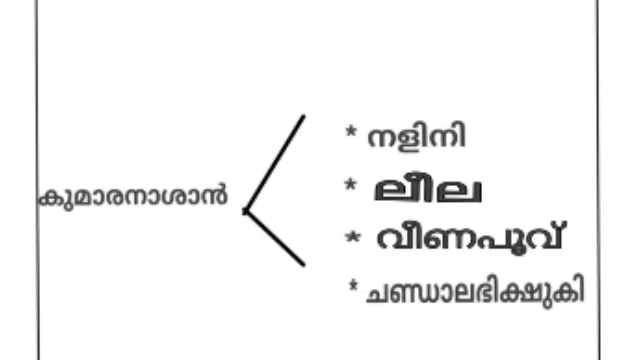 * നളിനി
* ലീല
കുമാരനാശാൻ
* വീണപൂവ്
* ചണ്ഡാലഭിക്ഷുകി